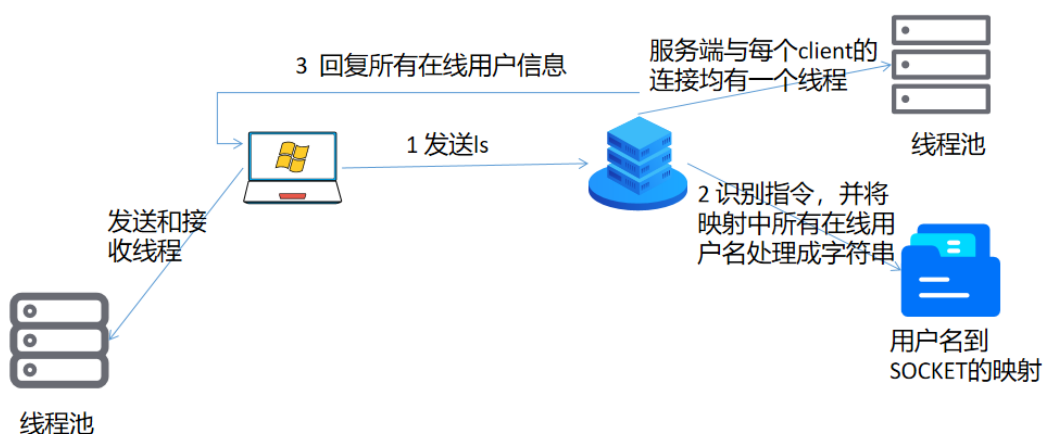 3 回复所有在线用户信息
服务端与每个client的
连接均有一个线程
线程池
1 发送ls
2 识别指令，并将
映射中所有在线用
户名处理成字符串
发送和接
收线程
用户名到
SOCKET的映射
线程池